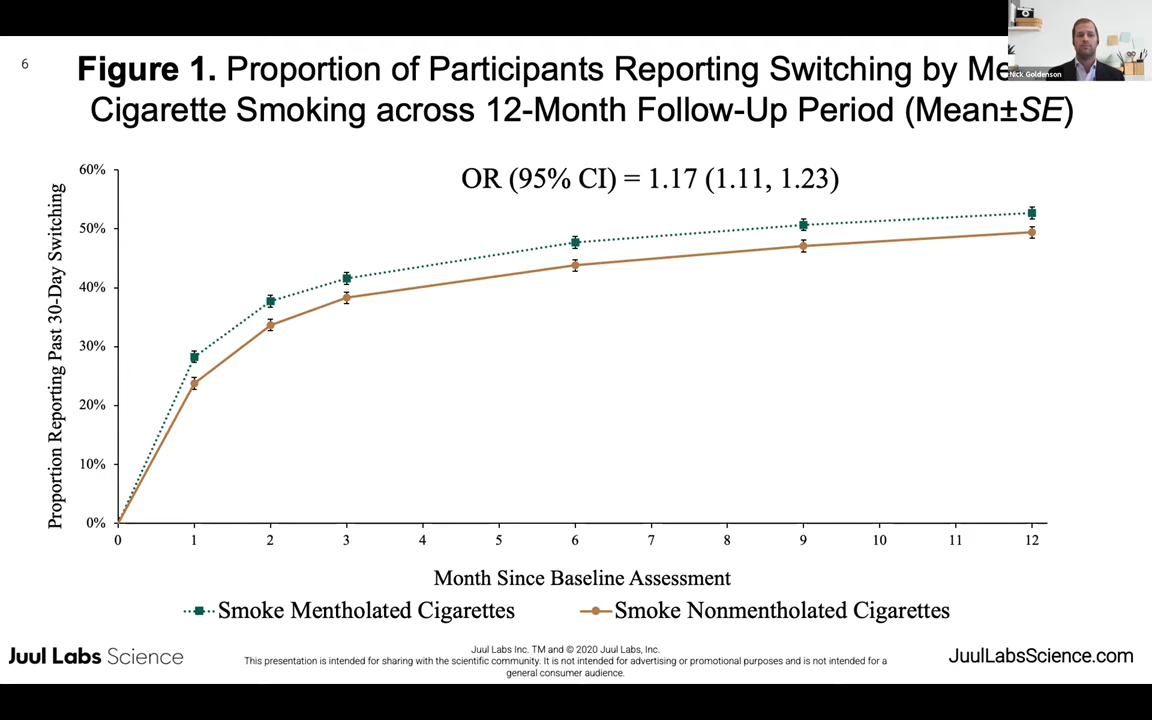 6
Figure 1. Proportion of Participants Reporting Switching by Me
Nick Goldenson
Cigarette Smoking across 12-Month Follow-Up Period (Mean±SE)
OR (95% CI) = 1.17 (1.11, 1.23)
Proportion Reporting Past 30-Day Switching
60%
50%
40%
30%
20%
10%
0%
0 1 2 3 4 5 6 7 8 9 10 11 12
Month Since Baseline Assessment
Smoke Mentholated Cigarettes Smoke Nonmentholated Cigarettes
Juul Labs Science
Juul Labs Inc. TM and © 2020 Juul Labs, Inc.
This presentation is intended for sharing with the scientific community. It is not intended for advertising or promotional purposes and is not intended for a
general consumer audience.
JuulLabsScience.com